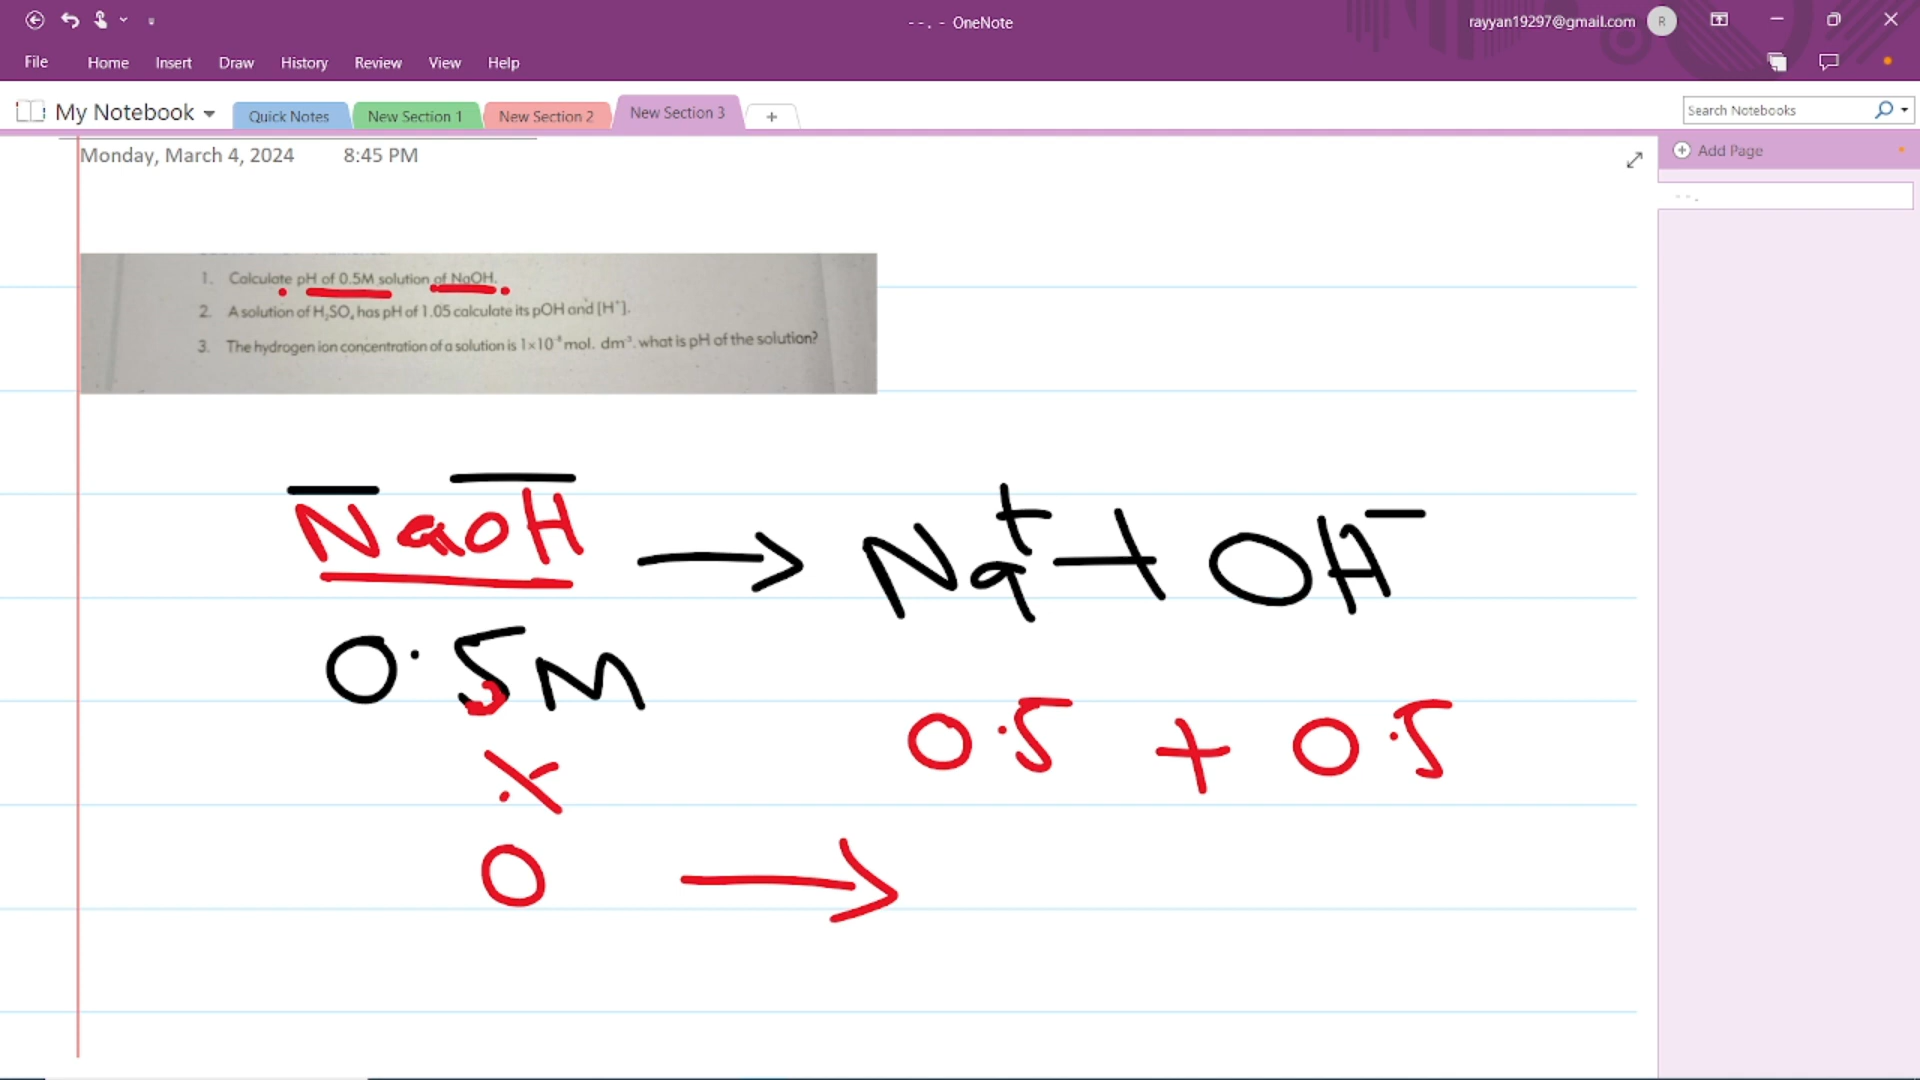 - - . - OneNote
rayyan19297@gmail.com R
File Home Insert Draw History Review View Help
My Notebook Quick Notes New Section 1 New Section 2 New Section 3 + Search Notebooks
Monday, March 4, 2024 8:45 PM
Add Page
- - .
1. Calculate pH of 0.5M solution of NaOH.
2. A solution of H₂SO₄ has pH of 1.05 calculate its pOH and [H⁺].
3. The hydrogen ion concentration of a solution is 1×10⁻⁸ mol. dm⁻³. what is pH of the solution?
NaOH → Na⁺ + OH⁻
0.5M
0.5 + 0.5
0 →